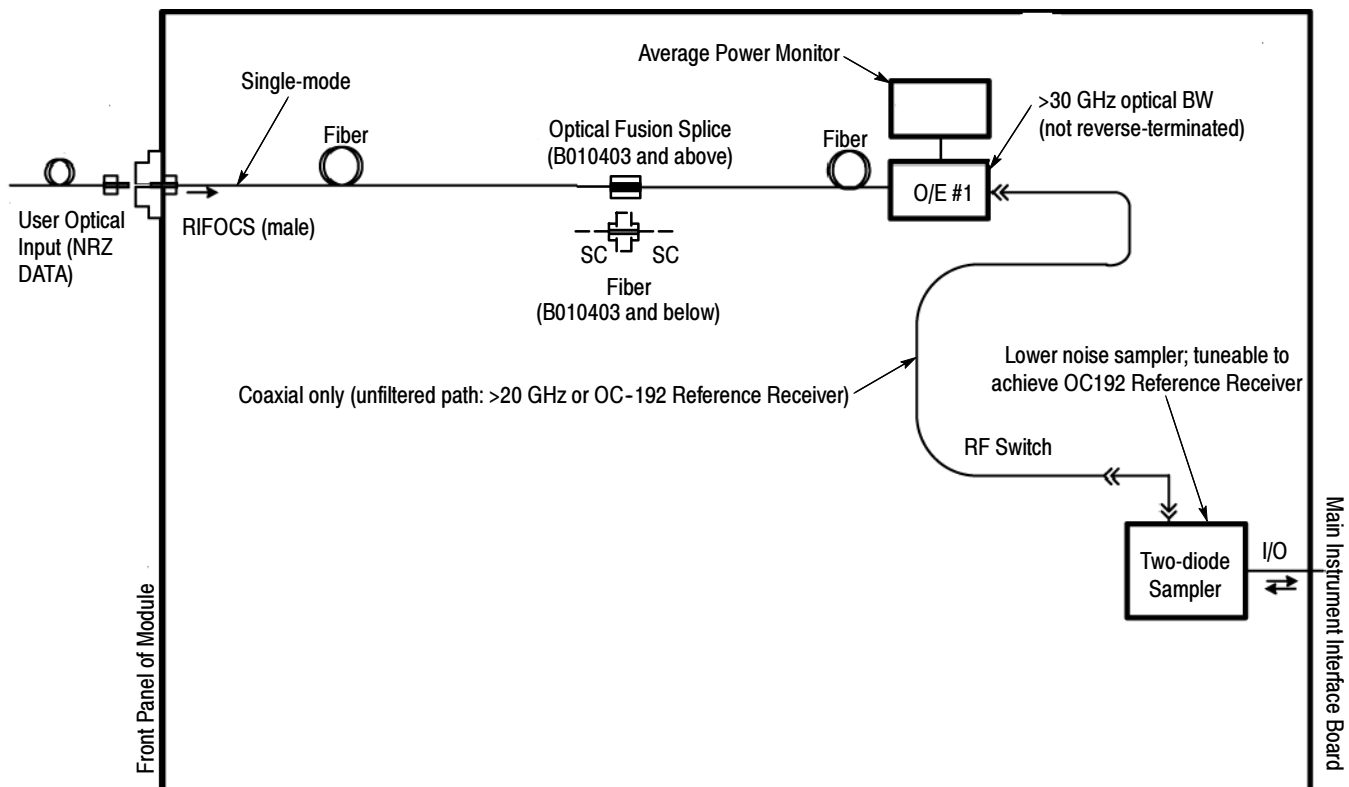 Average Power Monitor
Single-mode
>30 GHz optical BW
(not reverse-terminated)
Fiber
Optical Fusion Splice
(B010403 and above)
Fiber
O/E #1
User Optical
Input (NRZ
DATA)
RIFOCS (male)
SC
SC
Fiber
(B010403 and below)
Lower noise sampler; tuneable to
achieve OC192 Reference Receiver
Coaxial only (unfiltered path: >20 GHz or OC-192 Reference Receiver)
RF Switch
Two-diode
Sampler
I/O
Front Panel of Module
Main Instrument Interface Board